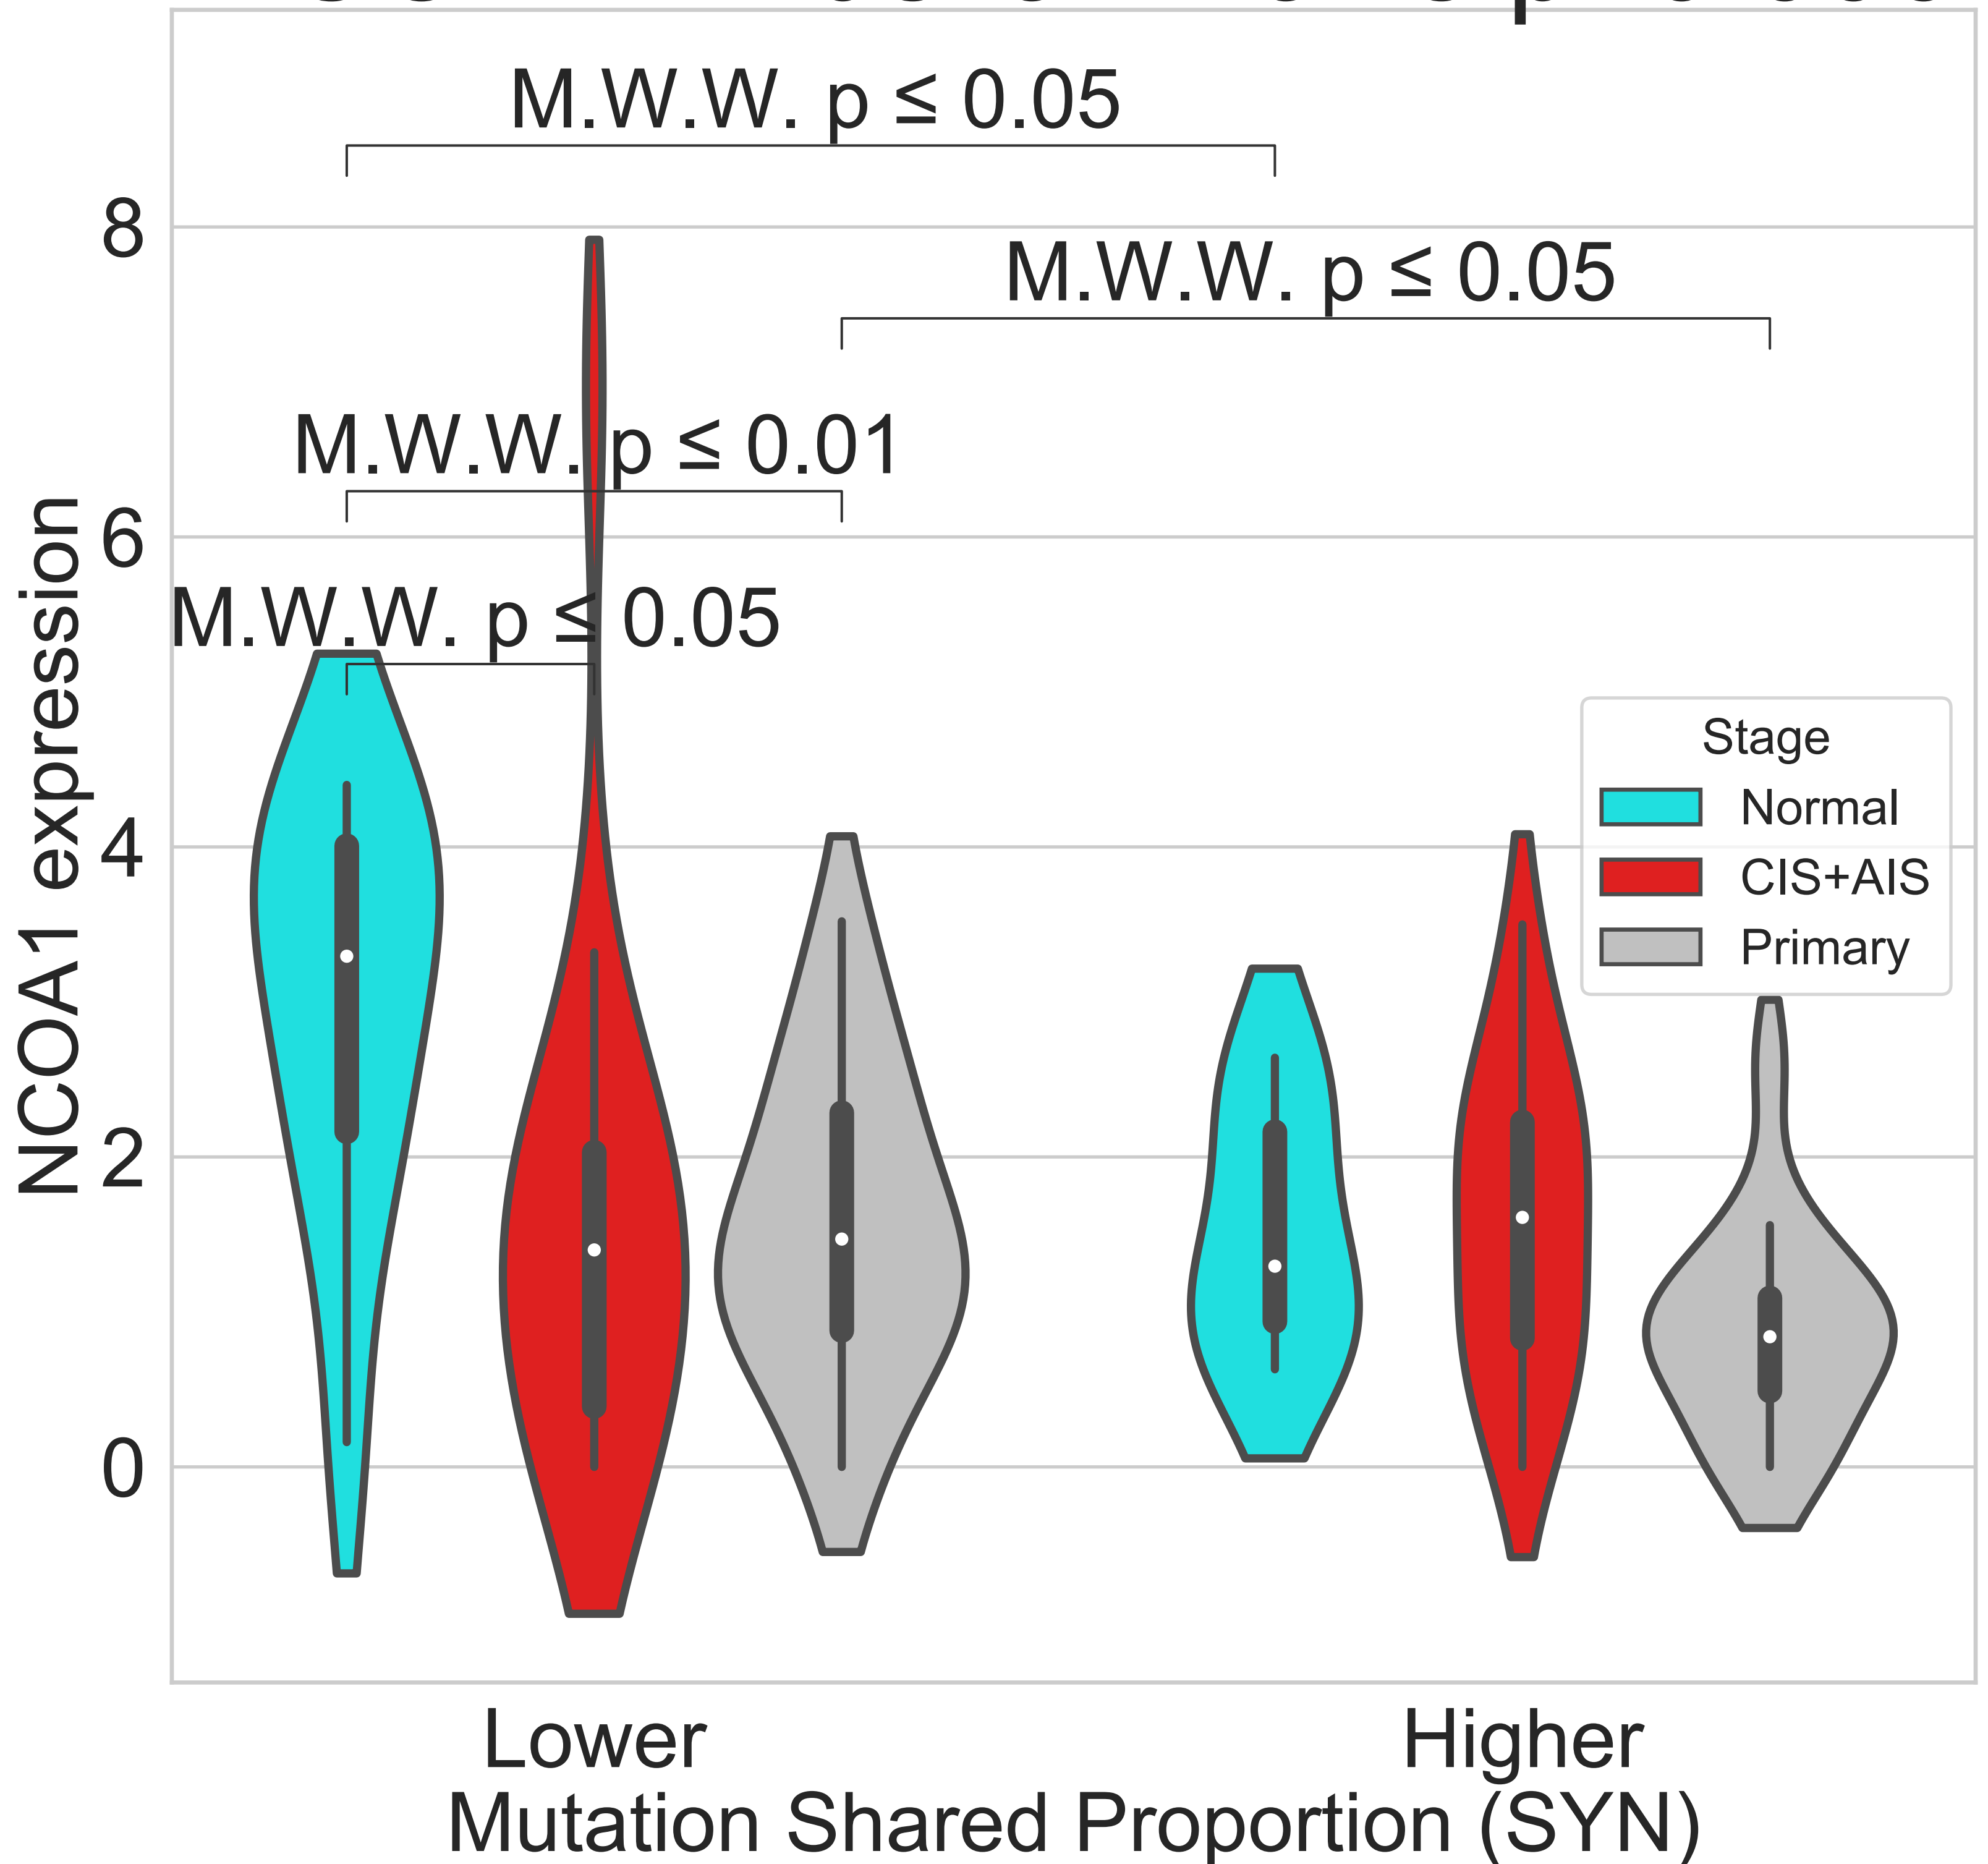 M.W.W. p ≤ 0.05
8
M.W.W. p ≤ 0.05
M.W.W. p ≤ 0.01
6
M.W.W. p ≤ 0.05
NCOA1 expression
Stage
Normal
CIS+AIS
Primary
4
2
0
Lower
Higher
Mutation Shared Proportion (SYN)